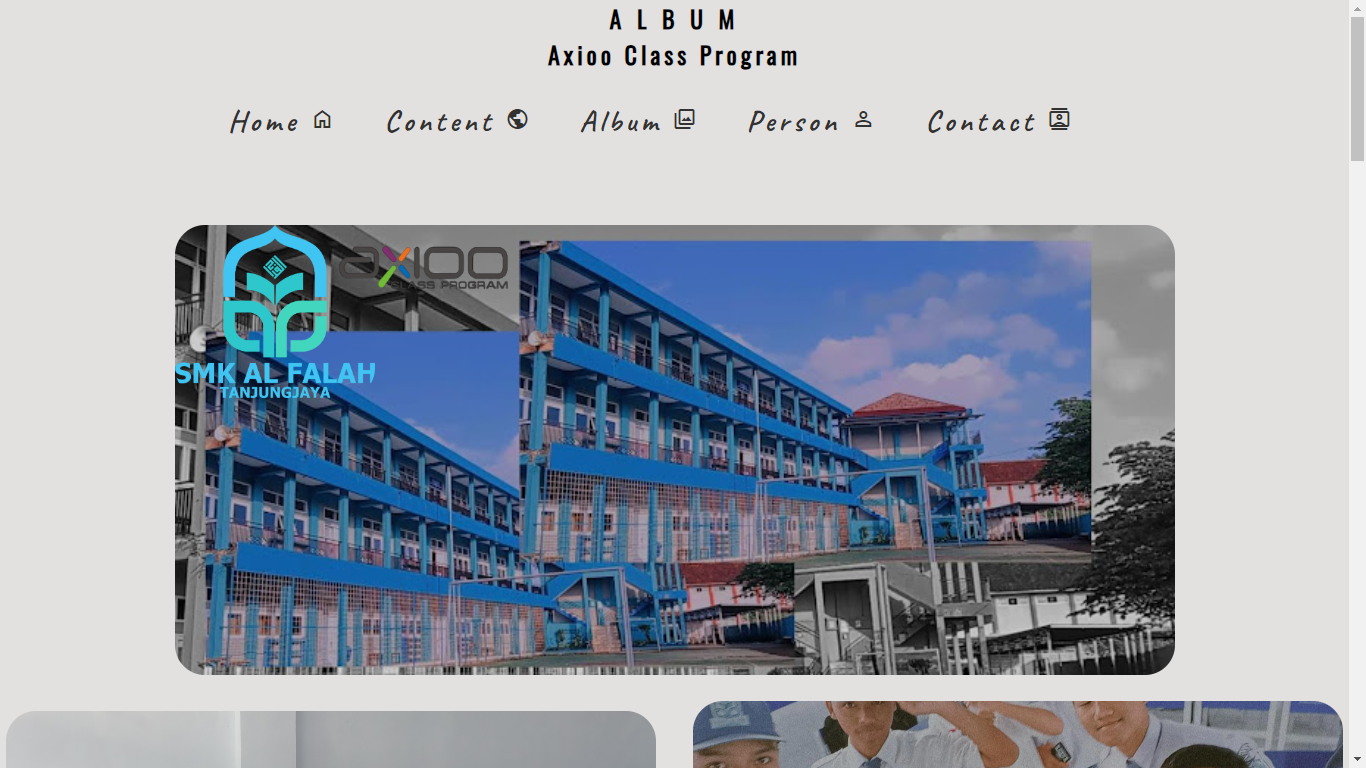 ALBUM
Axioo Class Program
Home
Content
Album
Person
Contact
axioo
CLASS PROGRAM
SMK AL FALAH
TANJUNGJAYA